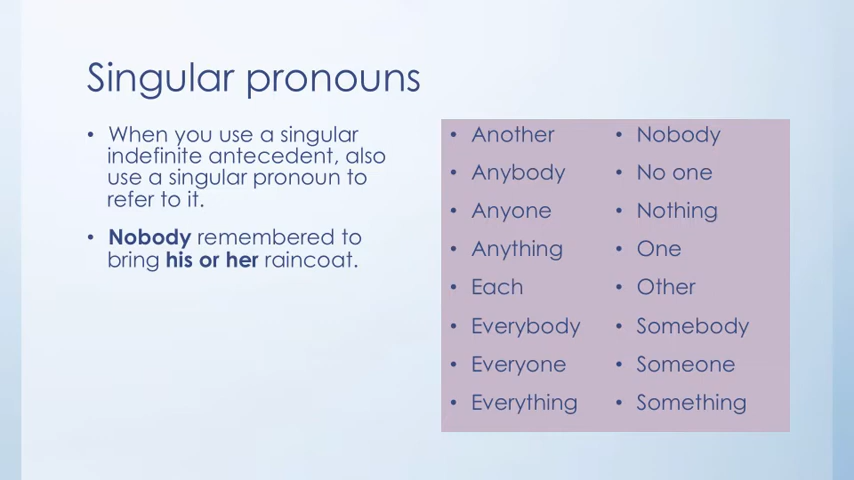 Singular pronouns
• When you use a singular
indefinite antecedent, also
use a singular pronoun to
refer to it.
• Nobody remembered to
bring his or her raincoat.
• Another
• Anybody
• Anyone
• Anything
• Each
• Everybody
• Everyone
• Everything
• Nobody
• No one
• Nothing
• One
• Other
• Somebody
• Someone
• Something